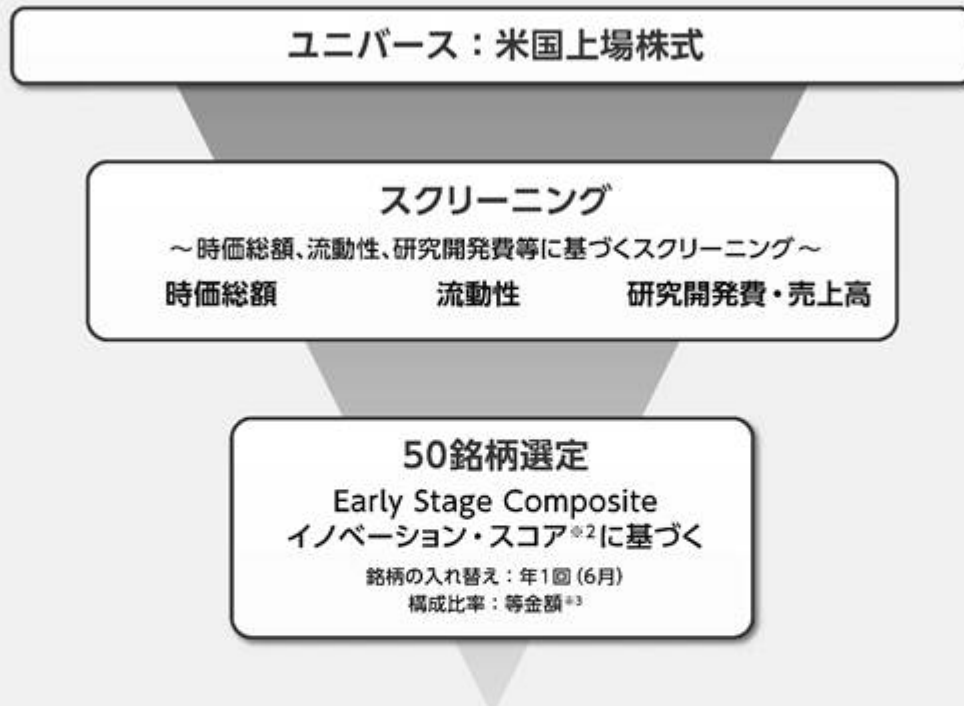 ユニバース：米国上場株式
スクリーニング
～時価総額、流動性、研究開発費等に基づくスクリーニング～
時価総額 流動性 研究開発費・売上高
50銘柄選定
Early Stage Composite
イノベーション・スコア※2に基づく
銘柄の入れ替え：年1回(6月)
構成比率：等金額※3